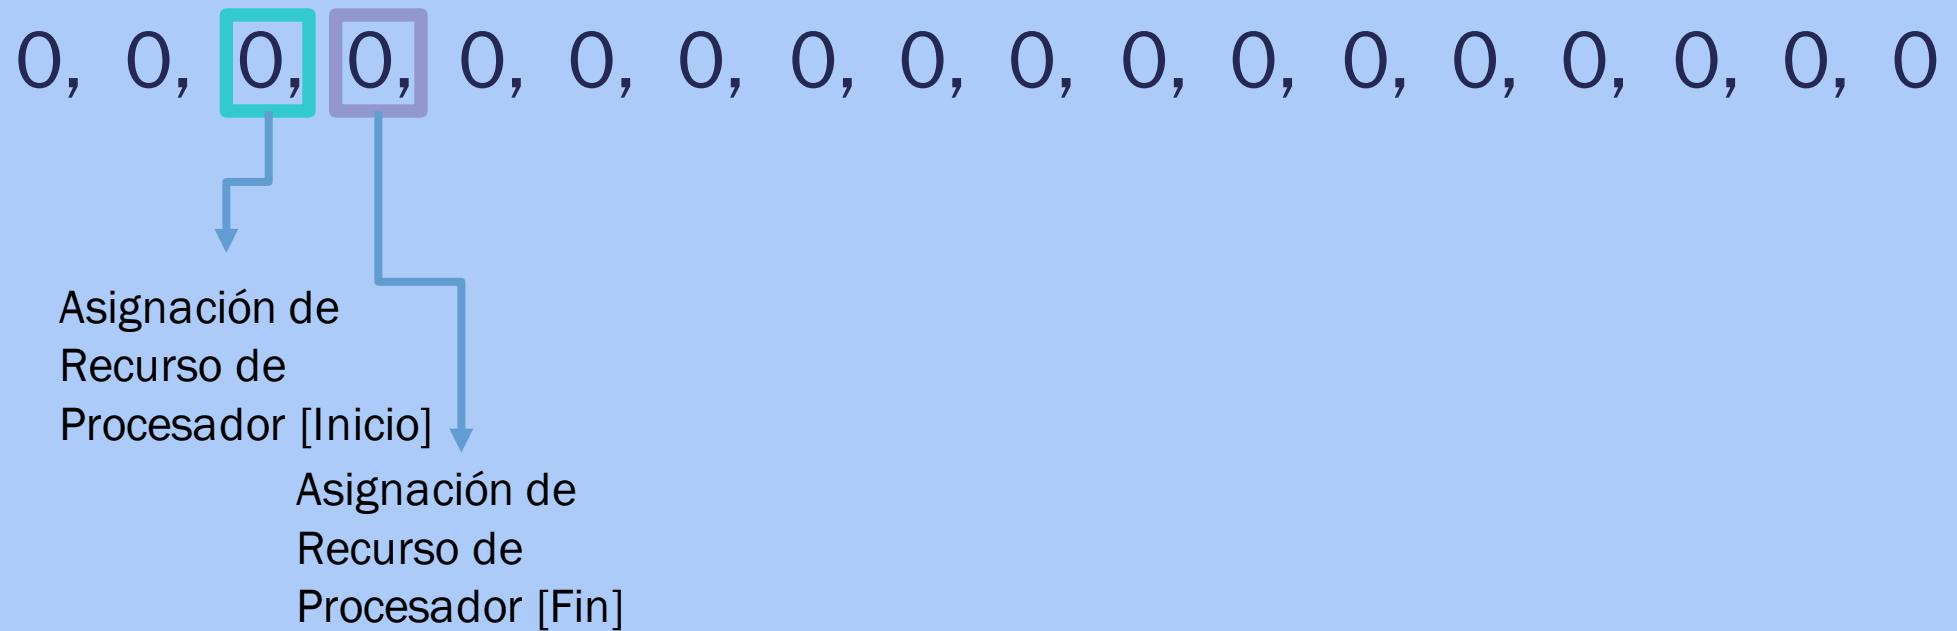 0, 0, 0, 0, 0, 0, 0, 0, 0, 0, 0, 0, 0, 0, 0, 0, 0, 0
Asignación de
Recurso de
Procesador [Inicio]
Asignación de
Recurso de
Procesador [Fin]